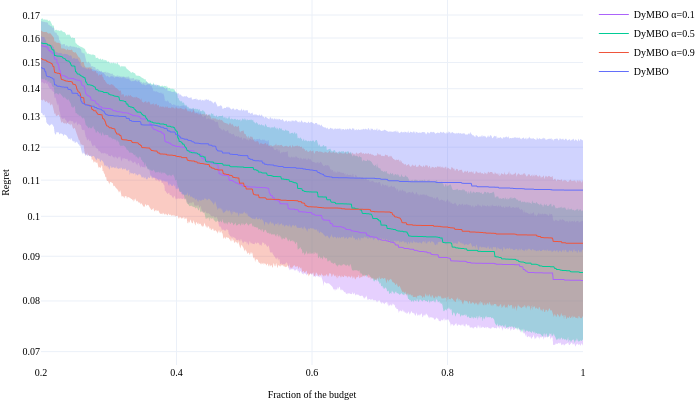 0.17
0.16
0.15
0.14
0.13
0.12
0.11
0.1
0.09
0.08
0.07
Regret
0.2
0.4
0.6
0.8
1
Fraction of the budget
DyMBO α=0.1
DyMBO α=0.5
DyMBO α=0.9
DyMBO